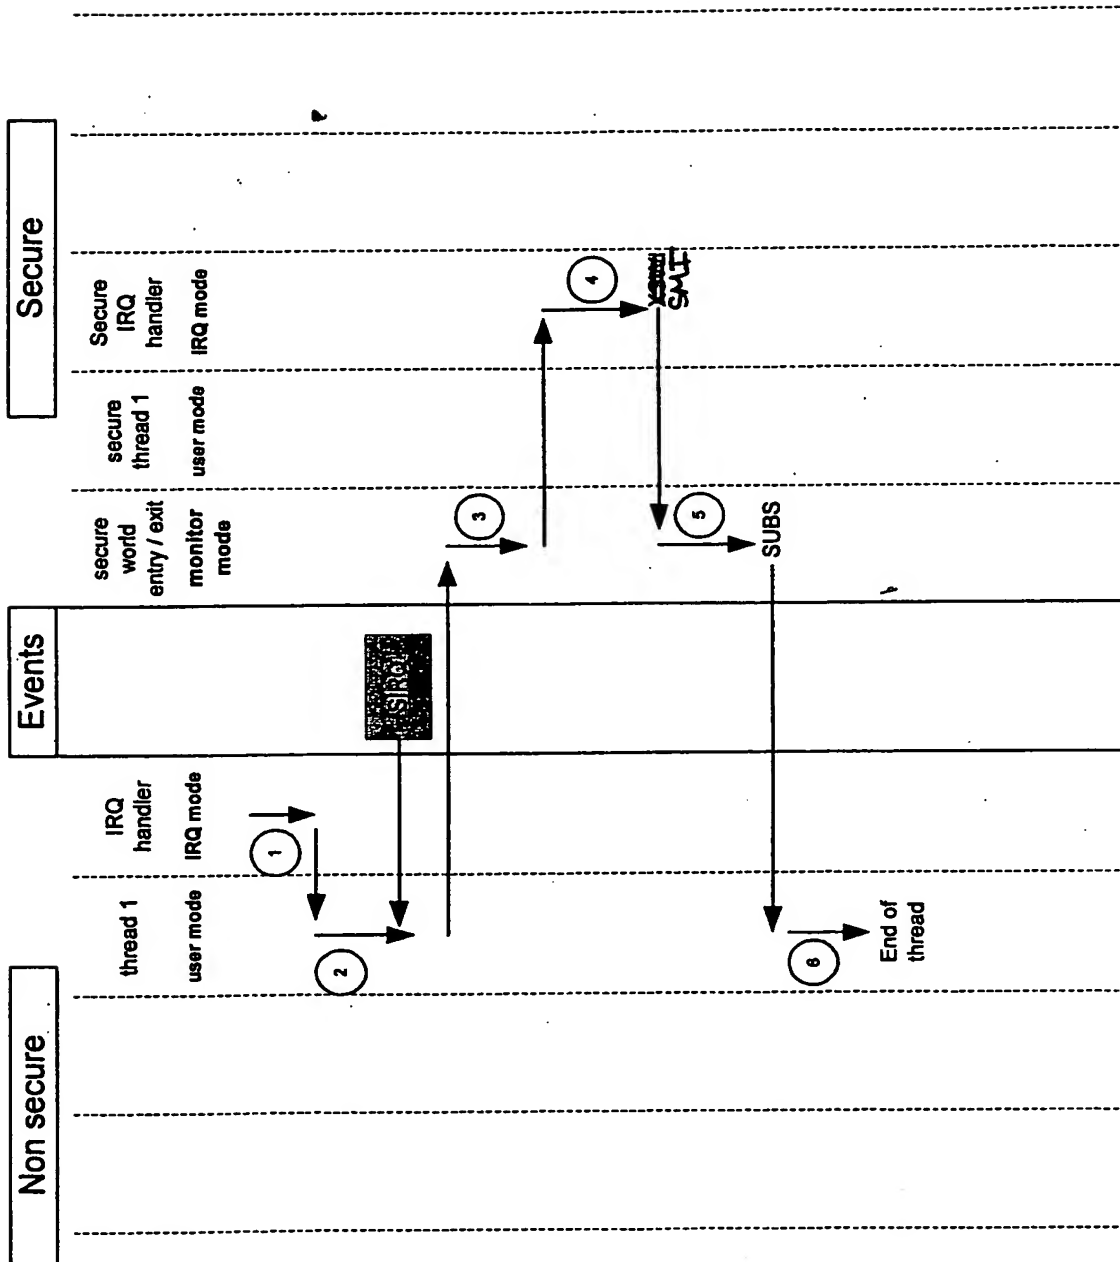 Non secure
Events
Secure
thread 1
user mode
IRQ
handler
IRQ mode
secure
world
entry / exit
monitor
mode
secure
thread 1
user mode
Secure
IRQ
handler
IRQ mode
1
2
SIRQ
3
4
SMI
5
SUBS
6
End of
thread